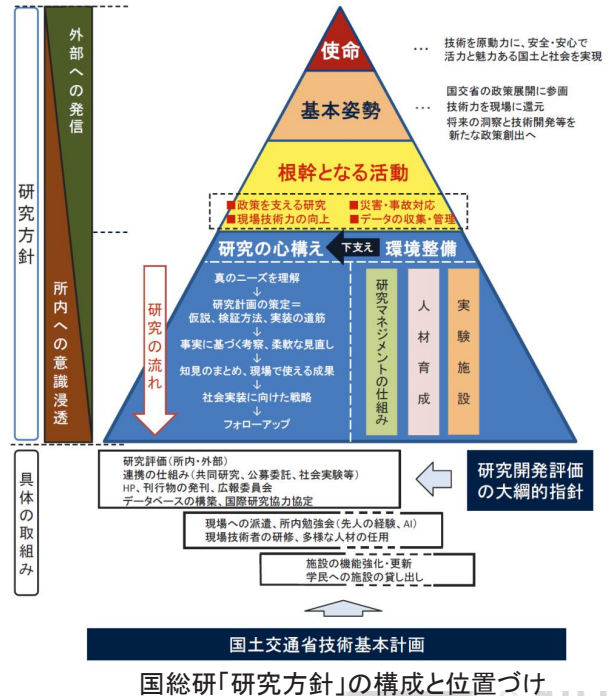 外部への発信
研究方針
所内への意識浸透
具体の取組み
使命
… 技術を原動力に、安全・安心で
活力と魅力ある国土と社会を実現
基本姿勢
国交省の政策展開に参画
… 技術力を現場に還元
将来の洞察と技術開発等を
新たな政策創出へ
根幹となる活動
■政策を支える研究 ■災害・事故対応
■現場技術力の向上 ■データの収集・管理
研究の心構え 下支え 環境整備
研究の流れ
真のニーズを理解
↓
研究計画の策定=
仮説、検証方法、実装の道筋
↓
事実に基づく考察、柔軟な見直し
↓
知見のまとめ、現場で使える成果
↓
社会実装に向けた戦略
↓
フォローアップ
研究マネジメントの仕組み
人材育成
実験施設
研究評価(所内・外部)
連携の仕組み(共同研究、公募委託、社会実験等)
HP、刊行物の発刊、広報委員会
データベースの構築、国際研究協力協定
研究開発評価
の大綱的指針
現場への派遣、所内勉強会(先人の経験、AI)
現場技術者の研修、多様な人材の任用
施設の機能強化・更新
学民への施設の貸し出し
国土交通省技術基本計画
国総研「研究方針」の構成と位置づけ